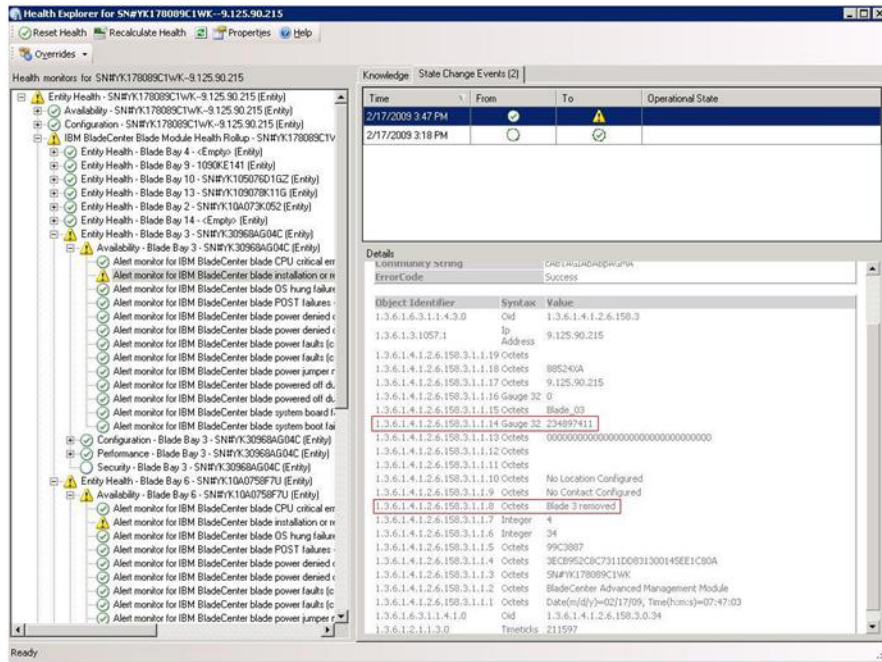 Health Explorer for SN#YK178089C1WK--9.125.90.215
Reset Health Recalculate Health Properties Help
Overrides
Health monitors for SN#YK178089C1WK--9.125.90.215
Entity Health - SN#YK178089C1WK--9.125.90.215 (Entity)
Availability - SN#YK178089C1WK--9.125.90.215 (Entity)
Configuration - SN#YK178089C1WK--9.125.90.215 (Entity)
IBM BladeCenter Blade Module Health Rollup - SN#YK178089C1V
Entity Health - Blade Bay 4 - <Empty> (Entity)
Entity Health - Blade Bay 9 - 1090KE141 (Entity)
Entity Health - Blade Bay 10 - SN#YK105076D1GZ (Entity)
Entity Health - Blade Bay 13 - SN#YK109078K11G (Entity)
Entity Health - Blade Bay 2 - SN#YK10A073K052 (Entity)
Entity Health - Blade Bay 14 - <Empty> (Entity)
Entity Health - Blade Bay 3 - SN#YK30968AG04C (Entity)
Availability - Blade Bay 3 - SN#YK30968AG04C (Entity)
Alert monitor for IBM BladeCenter blade CPU critical err
Alert monitor for IBM BladeCenter blade installation or re
Alert monitor for IBM BladeCenter blade OS hung failure
Alert monitor for IBM BladeCenter blade POST failures -
Alert monitor for IBM BladeCenter blade power denied c
Alert monitor for IBM BladeCenter blade power denied c
Alert monitor for IBM BladeCenter blade power faults (c
Alert monitor for IBM BladeCenter blade power faults (c
Alert monitor for IBM BladeCenter blade power jumper r
Alert monitor for IBM BladeCenter blade powered off du
Alert monitor for IBM BladeCenter blade powered off du
Alert monitor for IBM BladeCenter blade system board f
Alert monitor for IBM BladeCenter blade system boot fai
Configuration - Blade Bay 3 - SN#YK30968AG04C (Entity)
Performance - Blade Bay 3 - SN#YK30968AG04C (Entity)
Security - Blade Bay 3 - SN#YK30968AG04C (Entity)
Entity Health - Blade Bay 6 - SN#YK10A0758F7U (Entity)
Availability - Blade Bay 6 - SN#YK10A0758F7U (Entity)
Alert monitor for IBM BladeCenter blade CPU critical err
Alert monitor for IBM BladeCenter blade installation or re
Alert monitor for IBM BladeCenter blade OS hung failure
Alert monitor for IBM BladeCenter blade POST failures -
Alert monitor for IBM BladeCenter blade power denied c
Alert monitor for IBM BladeCenter blade power denied c
Alert monitor for IBM BladeCenter blade power faults (c
Alert monitor for IBM BladeCenter blade power faults (c
Alert monitor for IBM BladeCenter blade power jumper r
Knowledge State Change Events (2)
Time From To Operational State
2/17/2009 3:47 PM
2/17/2009 3:18 PM
Details
Community String
ErrorCode Success
Object Identifier Syntax Value
1.3.6.1.6.3.1.1.4.3.0 Oid 1.3.6.1.4.1.2.6.158.3
1.3.6.1.3.1057.1 Ip Address 9.125.90.215
1.3.6.1.4.1.2.6.158.3.1.1.19 Octets
1.3.6.1.4.1.2.6.158.3.1.1.18 Octets 88524XA
1.3.6.1.4.1.2.6.158.3.1.1.17 Octets 9.125.90.215
1.3.6.1.4.1.2.6.158.3.1.1.16 Gauge 32 0
1.3.6.1.4.1.2.6.158.3.1.1.15 Octets Blade_03
1.3.6.1.4.1.2.6.158.3.1.1.14 Gauge 32 234897411
1.3.6.1.4.1.2.6.158.3.1.1.13 Octets 00000000000000000000000000000000
1.3.6.1.4.1.2.6.158.3.1.1.12 Octets
1.3.6.1.4.1.2.6.158.3.1.1.11 Octets
1.3.6.1.4.1.2.6.158.3.1.1.10 Octets No Location Configured
1.3.6.1.4.1.2.6.158.3.1.1.9 Octets No Contact Configured
1.3.6.1.4.1.2.6.158.3.1.1.8 Octets Blade 3 removed
1.3.6.1.4.1.2.6.158.3.1.1.7 Integer 4
1.3.6.1.4.1.2.6.158.3.1.1.6 Integer 34
1.3.6.1.4.1.2.6.158.3.1.1.5 Octets 99C3887
1.3.6.1.4.1.2.6.158.3.1.1.4 Octets 3ECB952C8C7311DD831300145EE1C80A
1.3.6.1.4.1.2.6.158.3.1.1.3 Octets SN#YK178089C1WK
1.3.6.1.4.1.2.6.158.3.1.1.2 Octets BladeCenter Advanced Management Module
1.3.6.1.4.1.2.6.158.3.1.1.1 Octets Date(m/d/y)=02/17/09, Time(h:m:s)=07:47:03
1.3.6.1.6.3.1.1.4.1.0 Oid 1.3.6.1.4.1.2.6.158.3.0.34
1.3.6.1.2.1.1.3.0 Timeticks 211597
Ready